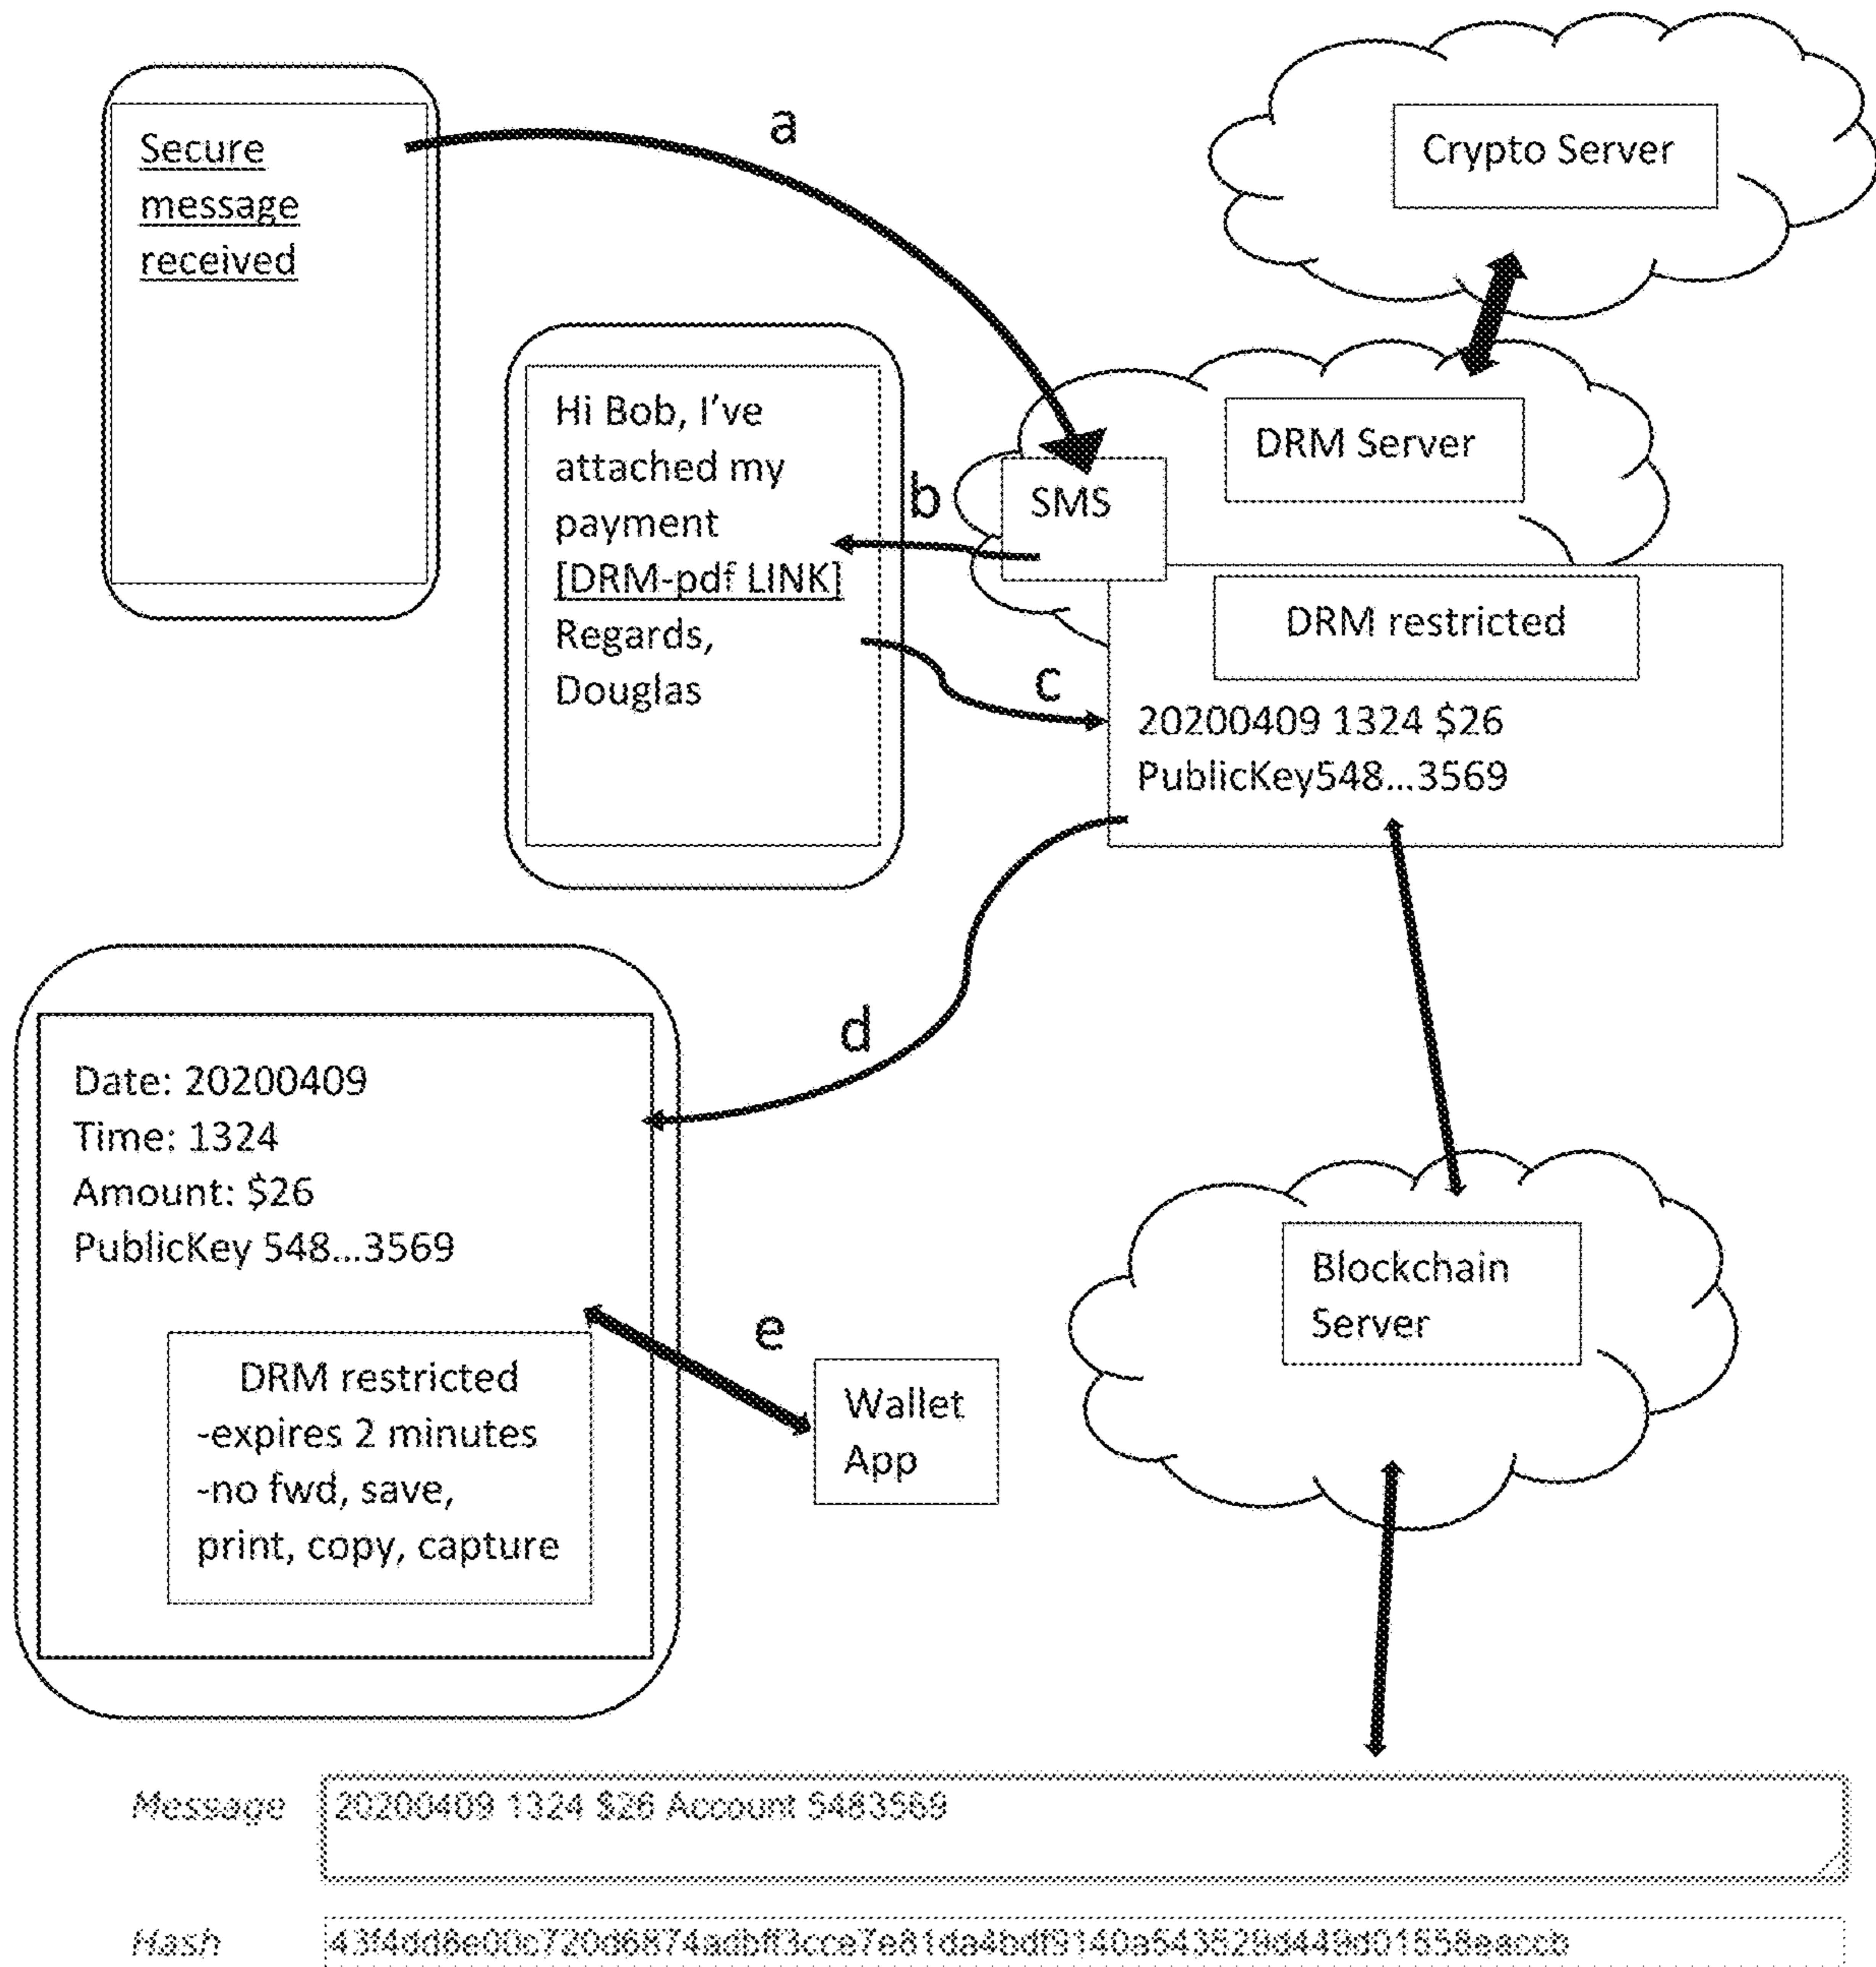 Secure
message
received
a
Crypto Server
Hi Bob, I've
attached my
payment
[DRM-pdf LINK]
Regards,
Douglas
b
SMS
DRM Server
DRM restricted
c
20200409 1324 $26
PublicKey548...3569
d
Date: 20200409
Time: 1324
Amount: $26
PublicKey 548...3569
DRM restricted
-expires 2 minutes
-no fwd, save,
print, copy, capture
e
Wallet
App
Blockchain
Server
Message
20200409 1324 $26 Account 5483569
Hash